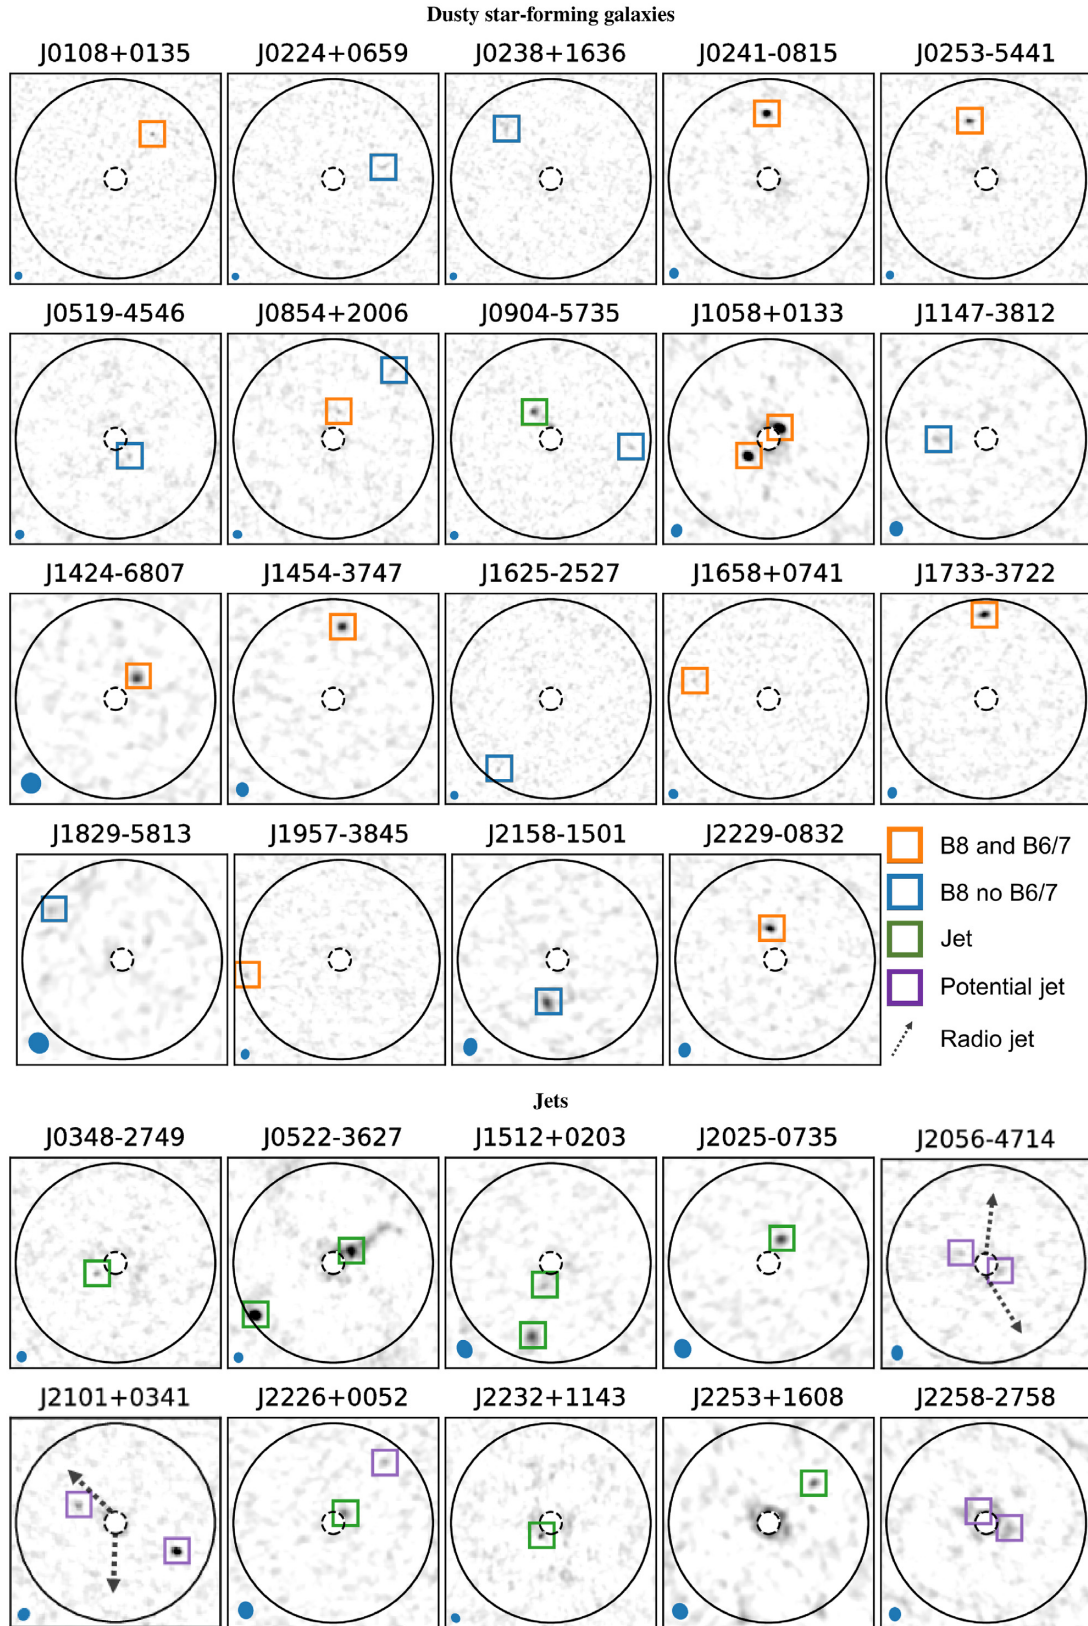 Dusty star-forming galaxies
J0108+0135 J0224+0659 J0238+1636 J0241-0815 J0253-5441
J0519-4546 J0854+2006 J0904-5735 J1058+0133 J1147-3812
J1424-6807 J1454-3747 J1625-2527 J1658+0741 J1733-3722
J1829-5813 J1957-3845 J2158-1501 J2229-0832
B8 and B6/7
B8 no B6/7
Jet
Potential jet
Radio jet
Jets
J0348-2749 J0522-3627 J1512+0203 J2025-0735 J2056-4714
J2101+0341 J2226+0052 J2232+1143 J2253+1608 J2258-2758